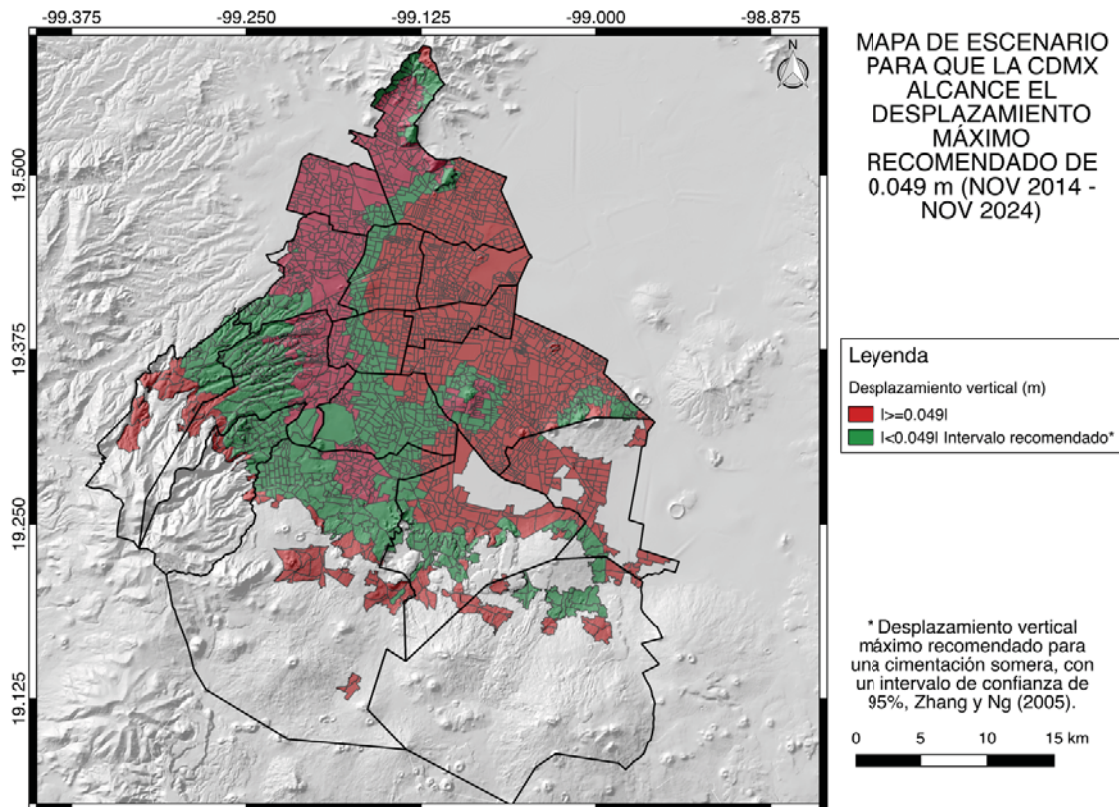 -99.375
-99.250
-99.125
-99.000
-98.875
N
MAPA DE ESCENARIO
PARA QUE LA CDMX
ALCANCE EL
DESPLAZAMIENTO
MÁXIMO
RECOMENDADO DE
0.049 m (NOV 2014 -
NOV 2024)
19.500
19.375
19.250
19.125
Leyenda
Desplazamiento vertical (m)
I>=0.049I
I<0.049I Intervalo recomendado*
* Desplazamiento vertical
máximo recomendado para
una cimentación somera, con
un intervalo de confianza de
95%, Zhang y Ng (2005).
0 5 10 15 km